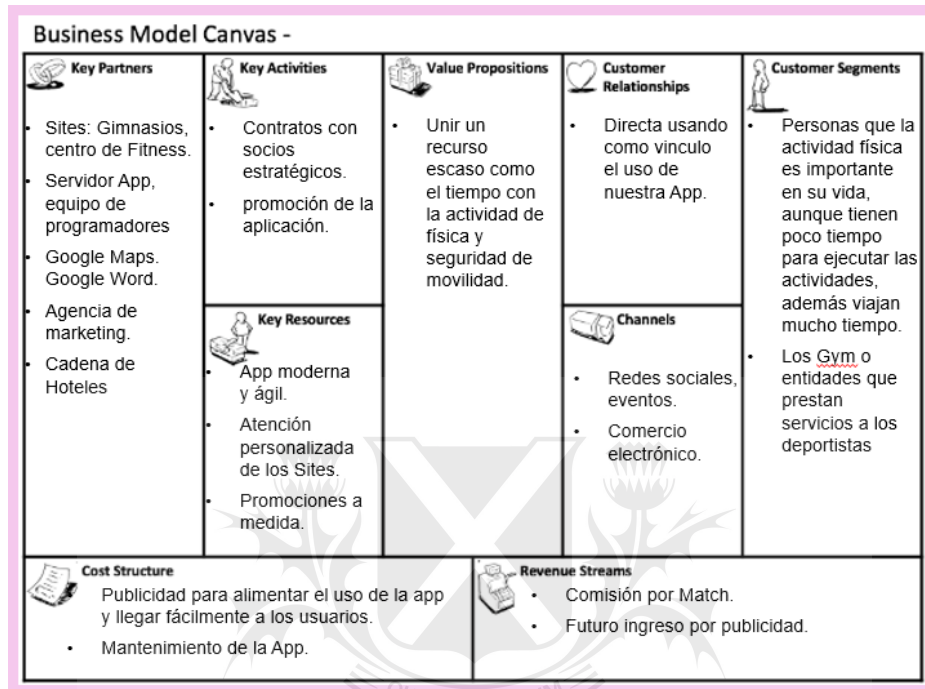 Business Model Canvas -
Key Partners
• Sites: Gimnasios,
centro de Fitness.
• Servidor App,
equipo de
programadores
• Google Maps.
Google Word.
• Agencia de
marketing.
• Cadena de
Hoteles
Key Activities
• Contratos con
socios
estratégicos.
• promoción de la
aplicación.
Key Resources
• App moderna
y ágil.
• Atención
personalizada
de los Sites.
• Promociones a
medida.
Value Propositions
• Unir un
recurso
escaso como
el tiempo con
la actividad de
física y
seguridad de
movilidad.
Customer
Relationships
• Directa usando
como vinculo
el uso de
nuestra App.
Channels
• Redes sociales,
eventos.
• Comercio
electrónico.
Customer Segments
• Personas que la
actividad física
es importante
en su vida,
aunque tienen
poco tiempo
para ejecutar las
actividades,
además viajan
mucho tiempo.
• Los Gym o
entidades que
prestan
servicios a los
deportistas
Cost Structure
Publicidad para alimentar el uso de la app
y llegar fácilmente a los usuarios.
• Mantenimiento de la App.
Revenue Streams
• Comisión por Match.
• Futuro ingreso por publicidad.